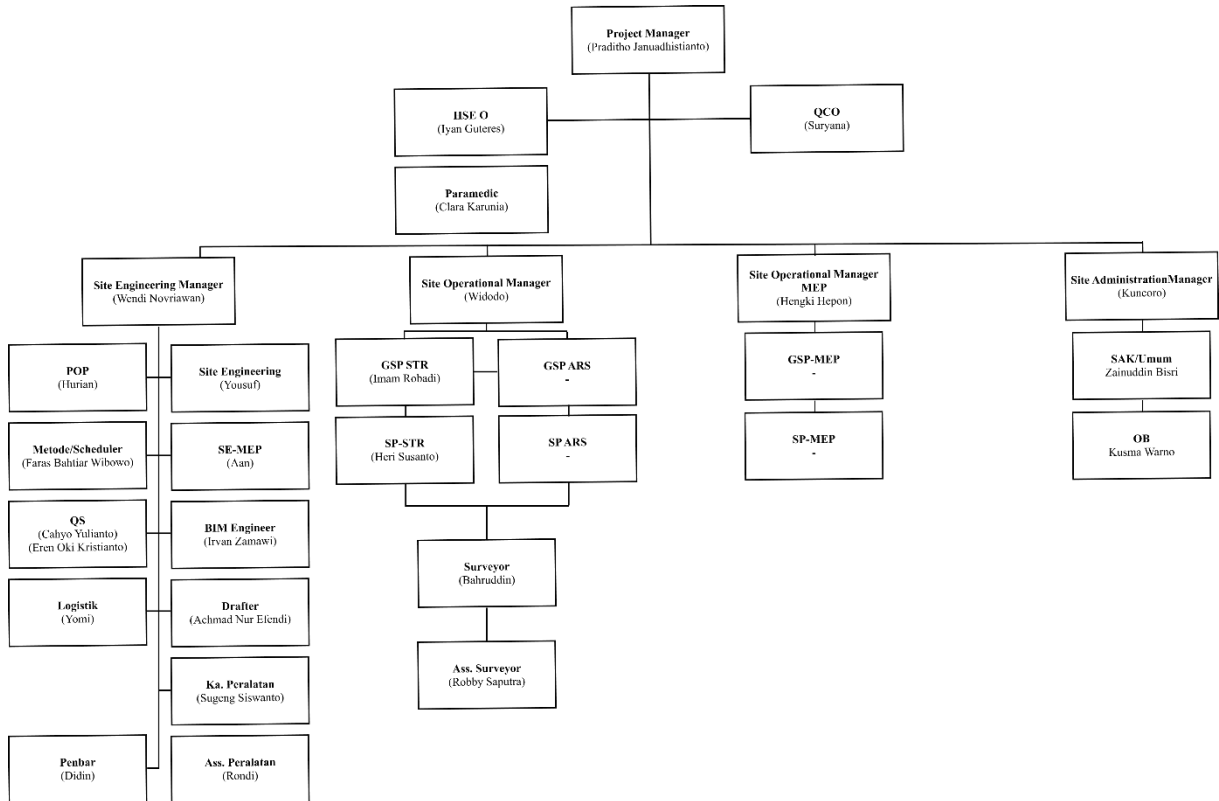 Project Manager
(Praditho Januadhistianto)
HSE O
(Iyan Guteres)
QCO
(Suryana)
Paramedic
(Clara Karunia)
Site Engineering Manager
(Wendi Novriawan)
Site Operational Manager
(Widodo)
Site Operational Manager
MEP
(Hengki Hepon)
Site AdministrationManager
(Kuncoro)
POP
(Hurian)
Site Engineering
(Yousuf)
GSP STR
(Imam Robadi)
GSP ARS
-
GSP-MEP
-
SAK/Umum
Zainuddin Bisri
Metode/Scheduler
(Faras Bahtiar Wibowo)
SE-MEP
(Aan)
SP-STR
(Heri Susanto)
SP ARS
-
SP-MEP
-
OB
Kusma Warno
QS
(Cahyo Yulianto)
(Eren Oki Kristianto)
BIM Engineer
(Irvan Zamawi)
Surveyor
(Bahruddin)
Logistik
(Yomi)
Drafter
(Achmad Nur Efendi)
Ass. Surveyor
(Robby Saputra)
Ka. Peralatan
(Sugeng Siswanto)
Penbar
(Didin)
Ass. Peralatan
(Rondi)